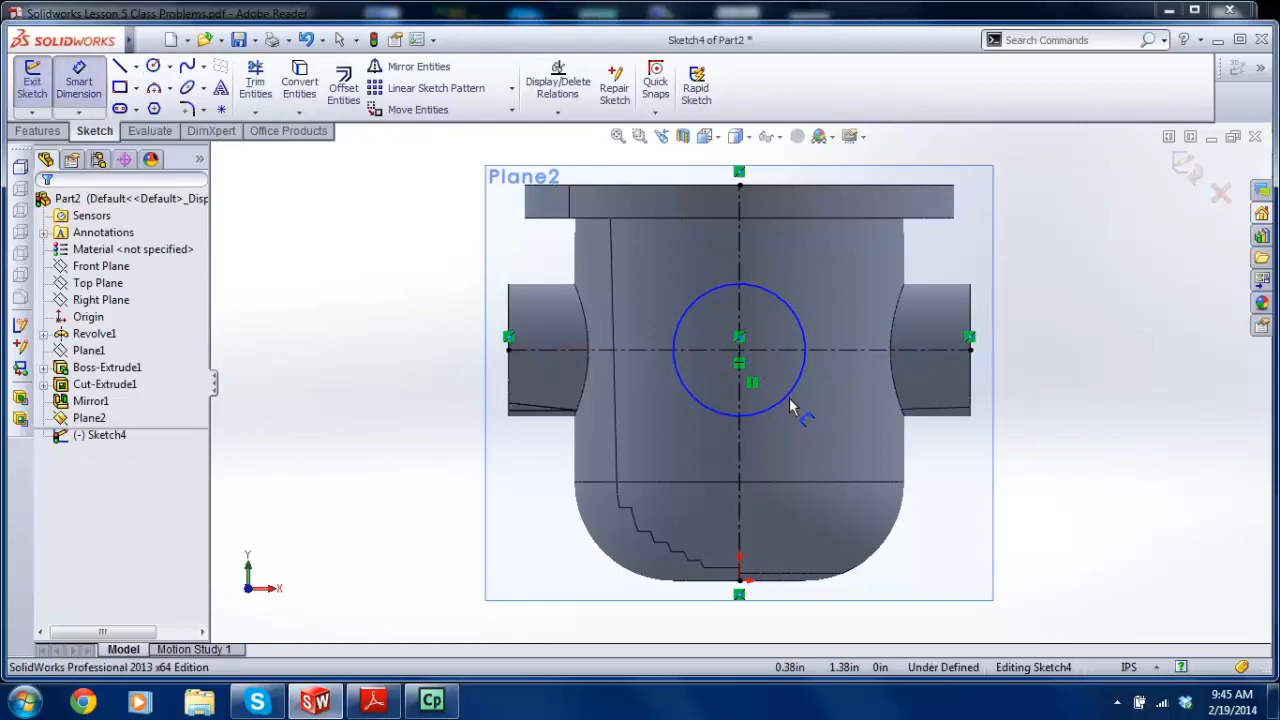 Solidworks Lesson 5 Class Problems.pdf - Adobe Reader
SOLIDWORKS
Sketch4 of Part2 *
Search Commands
Exit Sketch
Smart Dimension
Trim Entities
Convert Entities
Offset Entities
Mirror Entities
Linear Sketch Pattern
Move Entities
Display/Delete Relations
Repair Sketch
Quick Snaps
Rapid Sketch
Features
Sketch
Evaluate
DimXpert
Office Products
Part2 (Default<<Default>_Disp
Sensors
Annotations
Material <not specified>
Front Plane
Top Plane
Right Plane
Origin
Revolve1
Plane1
Boss-Extrude1
Cut-Extrude1
Mirror1
Plane2
(-) Sketch4
Plane2
Y
X
Model
Motion Study 1
SolidWorks Professional 2013 x64 Edition
0.38in
1.38in
0in
Under Defined
Editing Sketch4
IPS
9:45 AM
2/19/2014